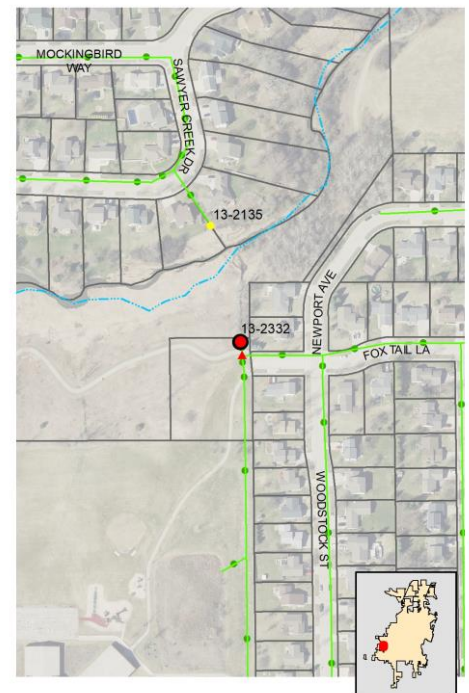 MOCKINGBIRD
WAY
SAWYER CREEK DR
13-2135
NEWPORT AVE
13-2332
FOX TAIL LA
WOODSTOCK ST